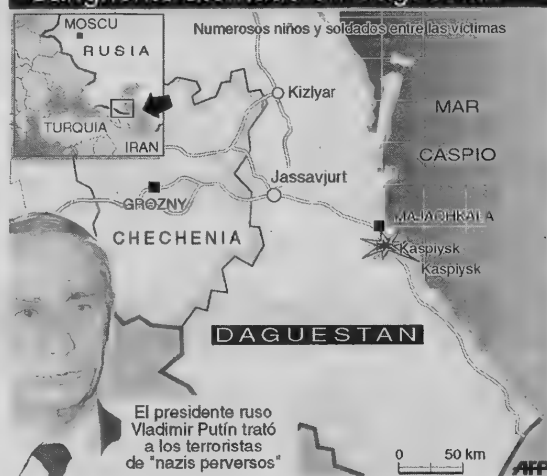 Numerosos niños y soldados entre las víctimas
MOSCU
RUSIA
TURQUIA
IRAN
Kizlyar
MAR
CASPIO
Jassavjurt
GROZNY
CHECHENIA
MAJACHKALA
Kaspiysk
Kaspiysk
DAGUESTAN
El presidente ruso
Vladimir Putín trató
a los terroristas
de "nazis perversos"
0 50 km
AFP